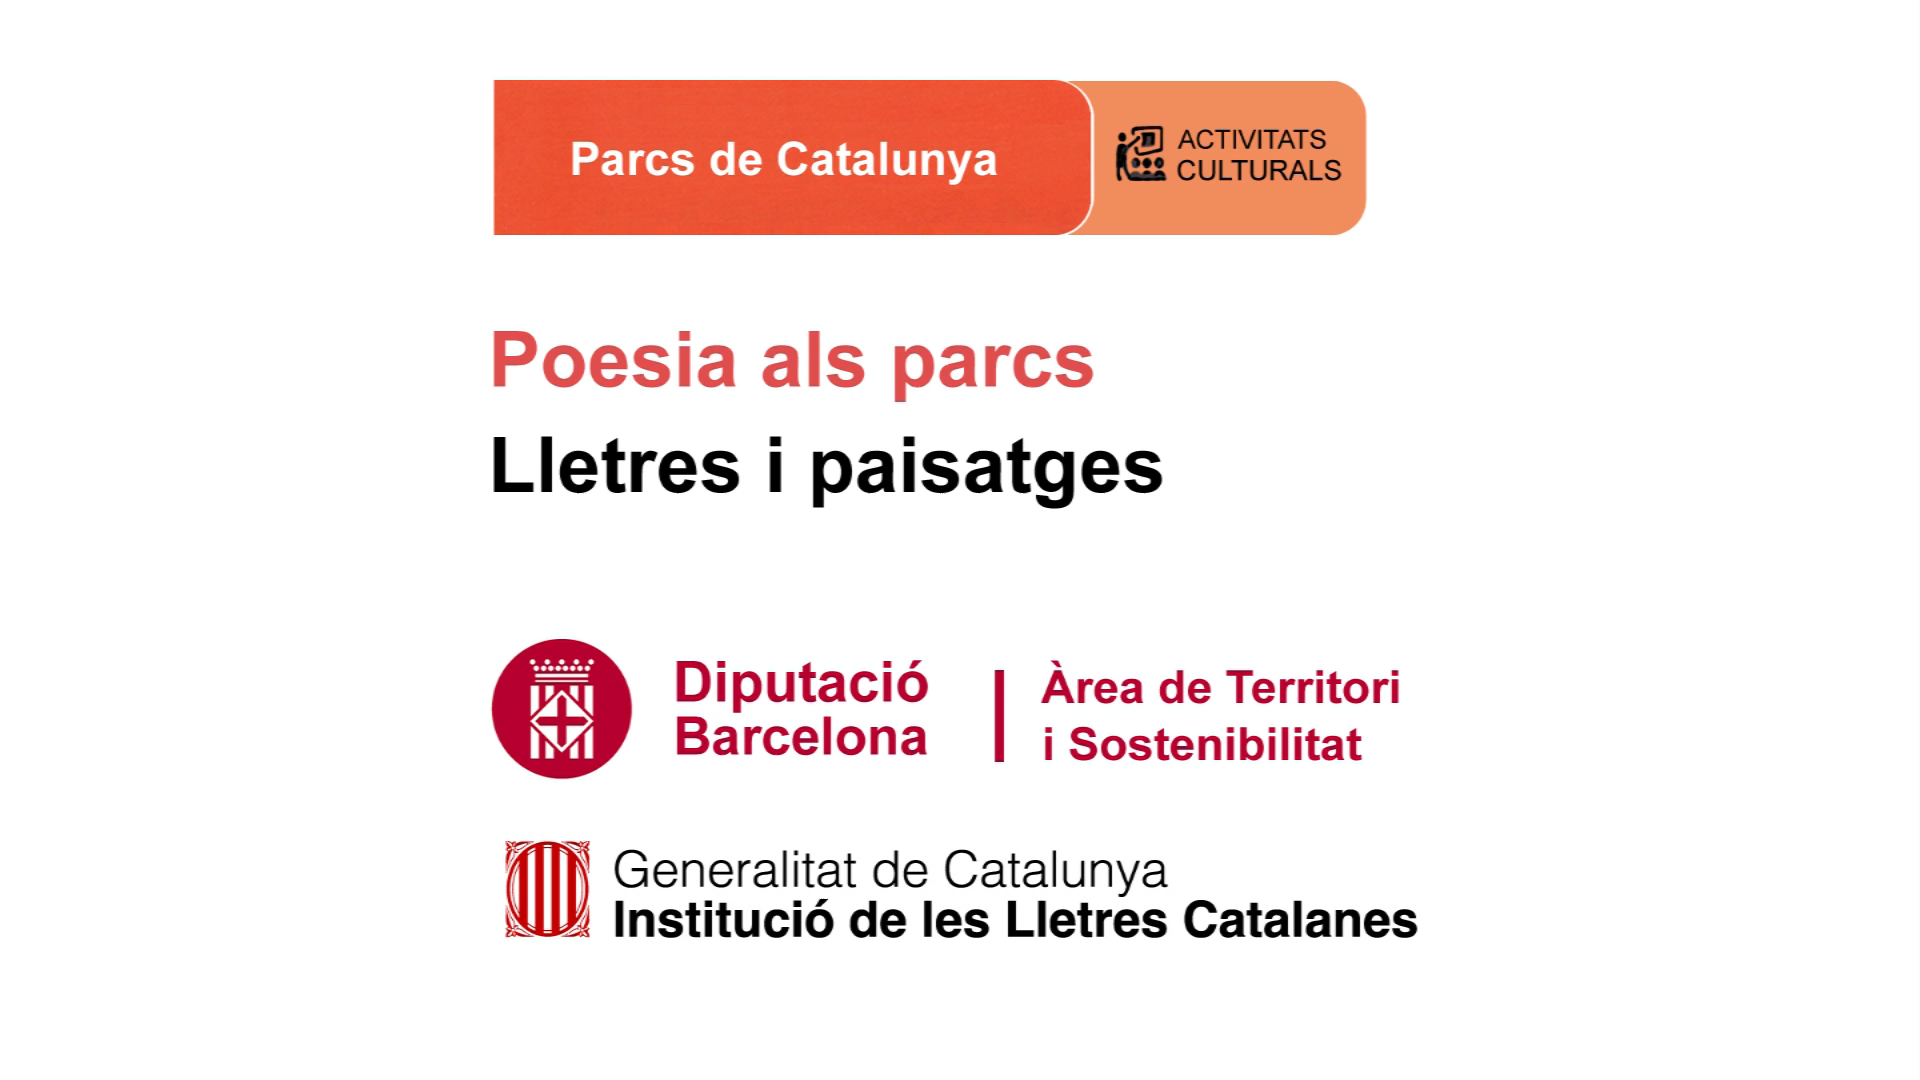 Parcs de Catalunya
ACTIVITATS
CULTURALS
Poesia als parcs
Lletres i paisatges
Diputació
Barcelona
Àrea de Territori
i Sostenibilitat
Generalitat de Catalunya
Institució de les Lletres Catalanes